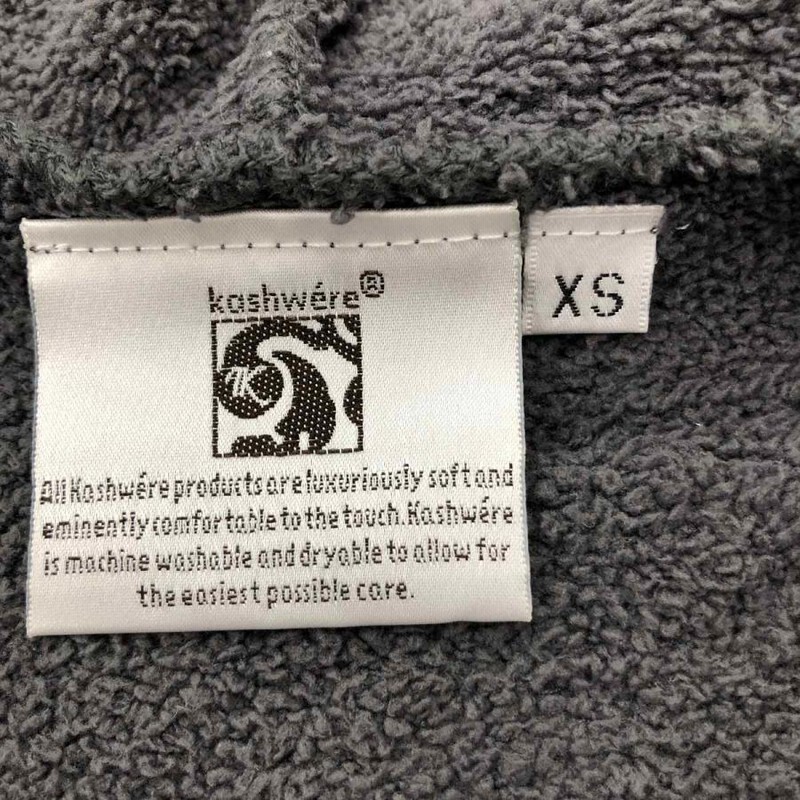 kashwére®
XS
All Kashwére products are luxuriously soft and
eminently comfortable to the touch. Kashwére
is machine washable and dryable to allow for
the easiest possible care.